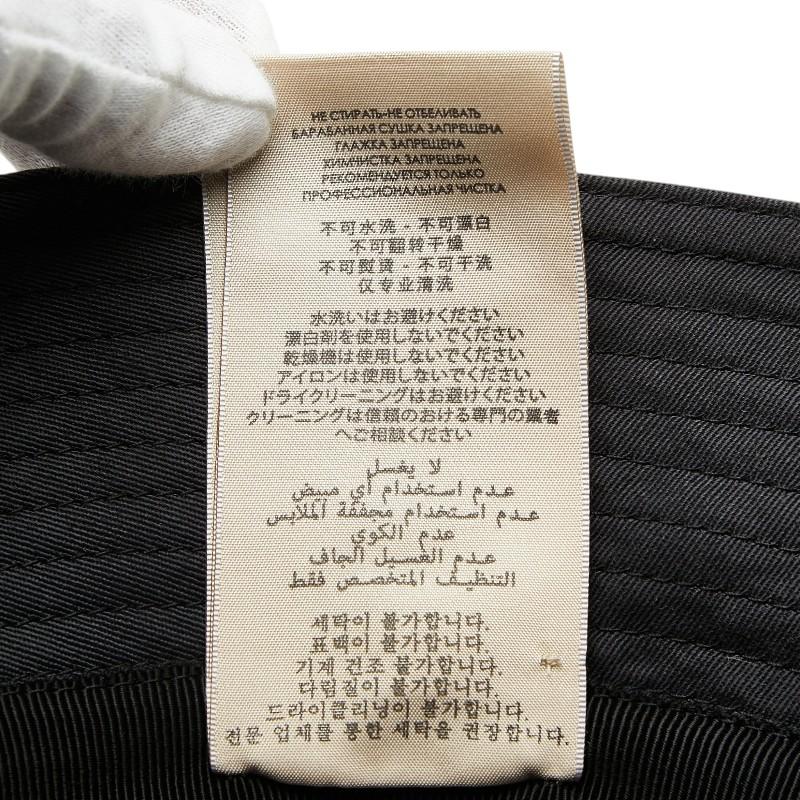 НЕ СТИРАТЬ-НЕ ОТБЕЛИВАТЬ
БАРАБАННАЯ СУШКА ЗАПРЕЩЕНА
ГЛАЖКА ЗАПРЕЩЕНА
ХИМЧИСТКА ЗАПРЕЩЕНА
РЕКОМЕНДУЕТСЯ ТОЛЬКО
ПРОФЕССИОНАЛЬНАЯ ЧИСТКА
不可水洗 - 不可漂白
不可翻转干燥
不可熨烫 - 不可干洗
仅专业清洗
水洗いはお避けください
漂白剤を使用しないでください
乾燥機は使用しないでください
アイロンは使用しないでください
ドライクリーニングはお避けください
クリーニングは信頼のおける専門の業者
へご相談ください
لا يغسل
عدم استخدام أي مبيض
عدم استخدام مجففة الملابس
عدم الكوي
عدم الغسيل الجاف
التنظيف المتخصص فقط
세탁이 불가합니다.
표백이 불가합니다.
기계 건조 불가합니다.
다림질이 불가합니다.
드라이클리닝이 불가합니다.
전문 업체를 통한 세탁을 권장합니다.